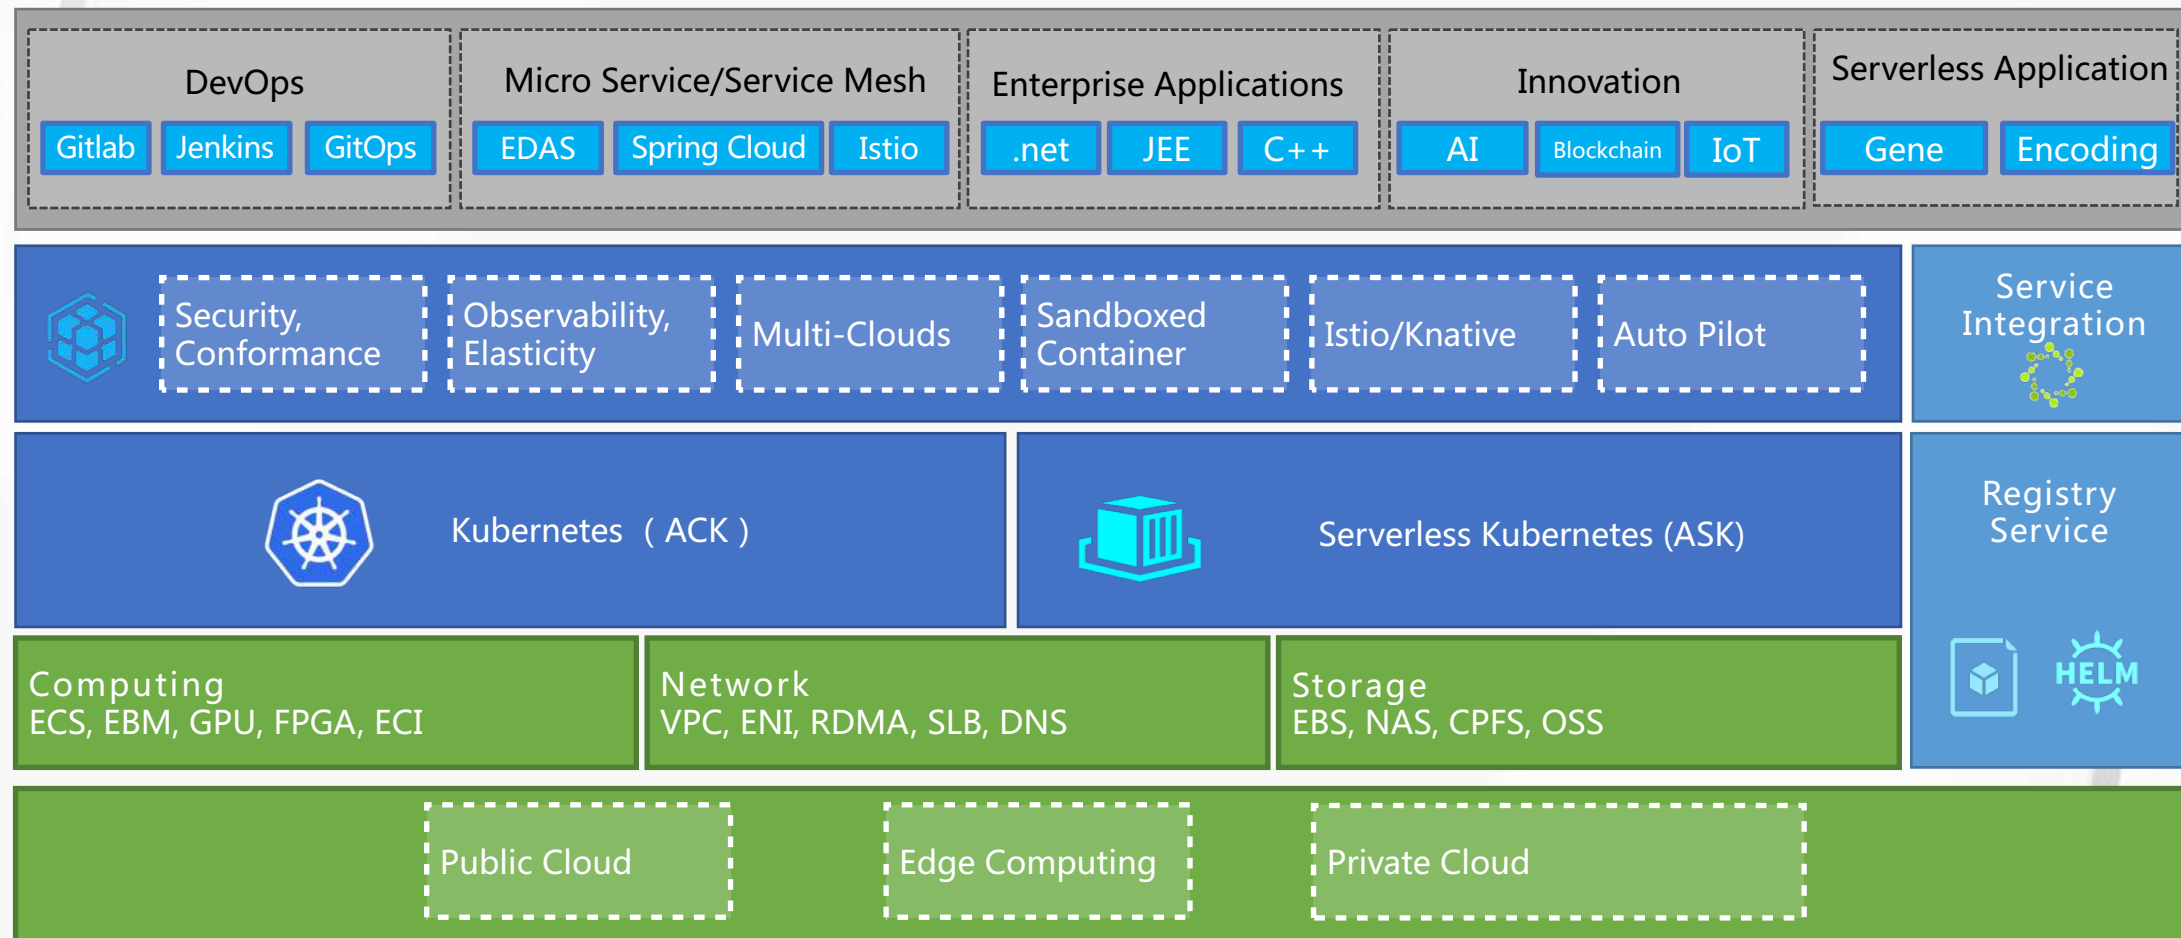 DevOps
Gitlab
Jenkins
GitOps
Micro Service/Service Mesh
EDAS
Spring Cloud
Istio
Enterprise Applications
.net
JEE
C++
Innovation
AI
Blockchain
IoT
Serverless Application
Gene
Encoding
Security,
Conformance
Observability,
Elasticity
Multi-Clouds
Sandboxed
Container
Istio/Knative
Auto Pilot
Service
Integration
Kubernetes （ ACK ）
Serverless Kubernetes (ASK)
Registry
Service
HELM
Computing
ECS, EBM, GPU, FPGA, ECI
Network
VPC, ENI, RDMA, SLB, DNS
Storage
EBS, NAS, CPFS, OSS
Public Cloud
Edge Computing
Private Cloud